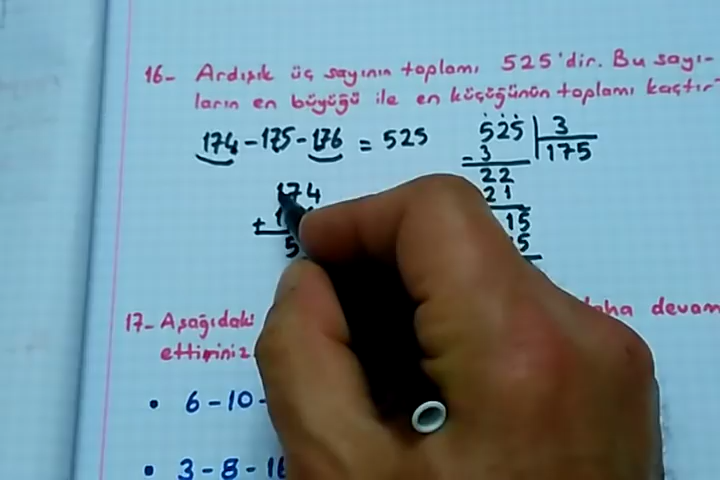 16- Ardışık üç sayının toplamı 525'dir. Bu sayı-
ların en büyüğü ile en küçüğünün toplamı kaçtır
174-175-176 = 525
525 3
- 3 175
22
21
15
5
174
+ 1
5
17- Aşağıdaki daha devam
ettiriniz.
• 6-10-
• 3-8-